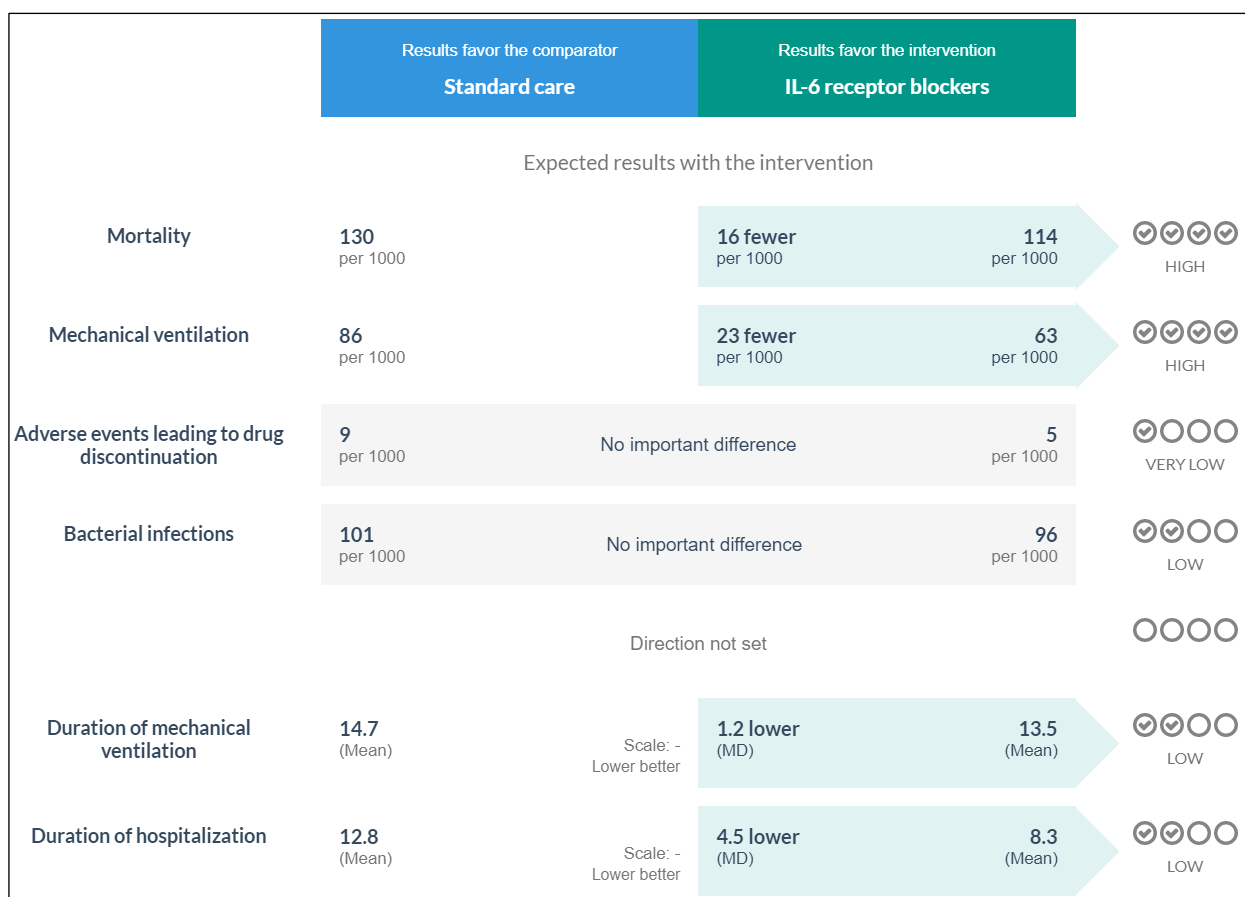 Results favor the comparator
Standard care
Results favor the intervention
IL-6 receptor blockers
Expected results with the intervention
Mortality
130
per 1000
16 fewer
per 1000
114
per 1000
HIGH
Mechanical ventilation
86
per 1000
23 fewer
per 1000
63
per 1000
HIGH
Adverse events leading to drug
discontinuation
9
per 1000
No important difference
5
per 1000
VERY LOW
Bacterial infections
101
per 1000
No important difference
96
per 1000
LOW
Direction not set
Duration of mechanical
ventilation
14.7
(Mean)
Scale: -
Lower better
1.2 lower
(MD)
13.5
(Mean)
LOW
Duration of hospitalization
12.8
(Mean)
Scale: -
Lower better
4.5 lower
(MD)
8.3
(Mean)
LOW